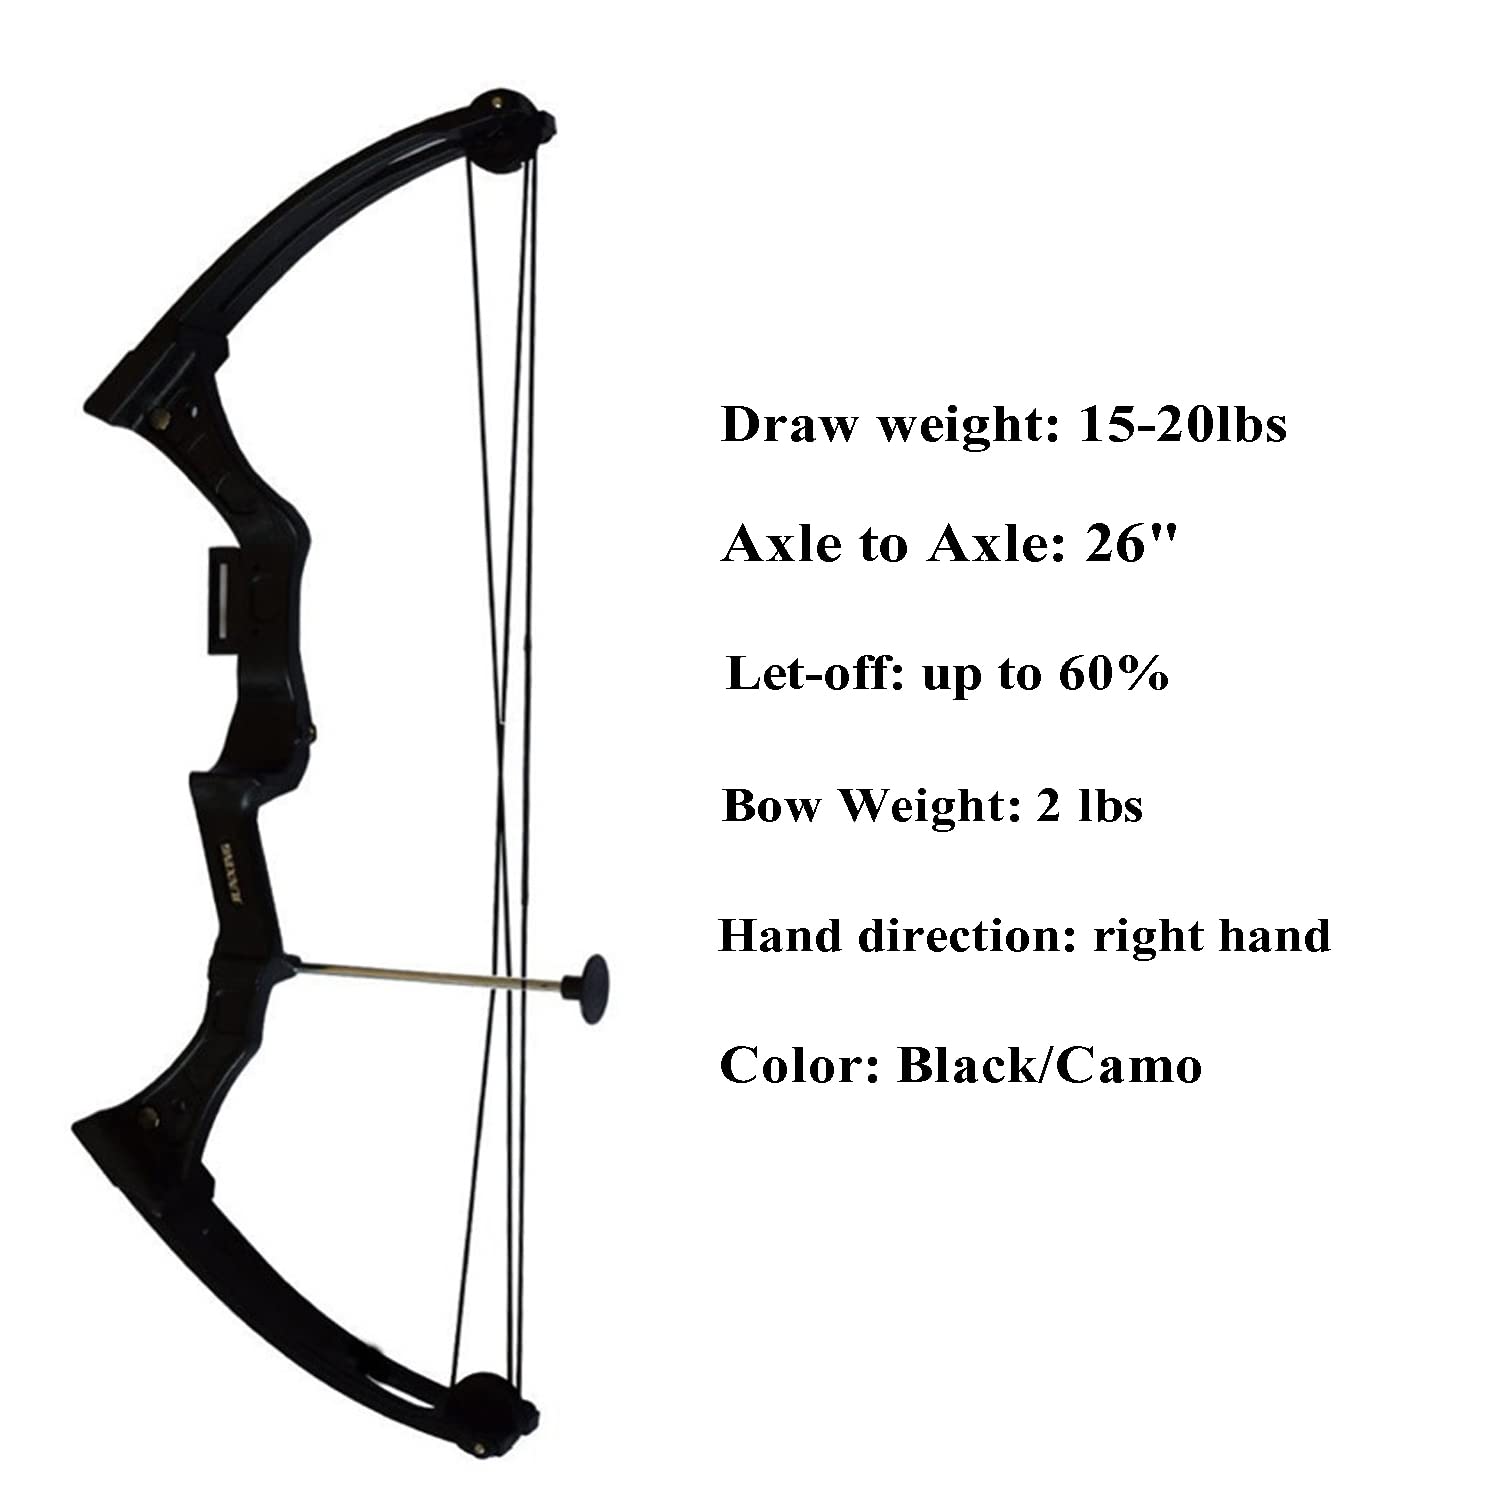 Draw weight: 15-20lbs
Axle to Axle: 26"
Let-off: up to 60%
JUNXING
Bow Weight: 2 lbs
Hand direction: right hand
Color: Black/Camo